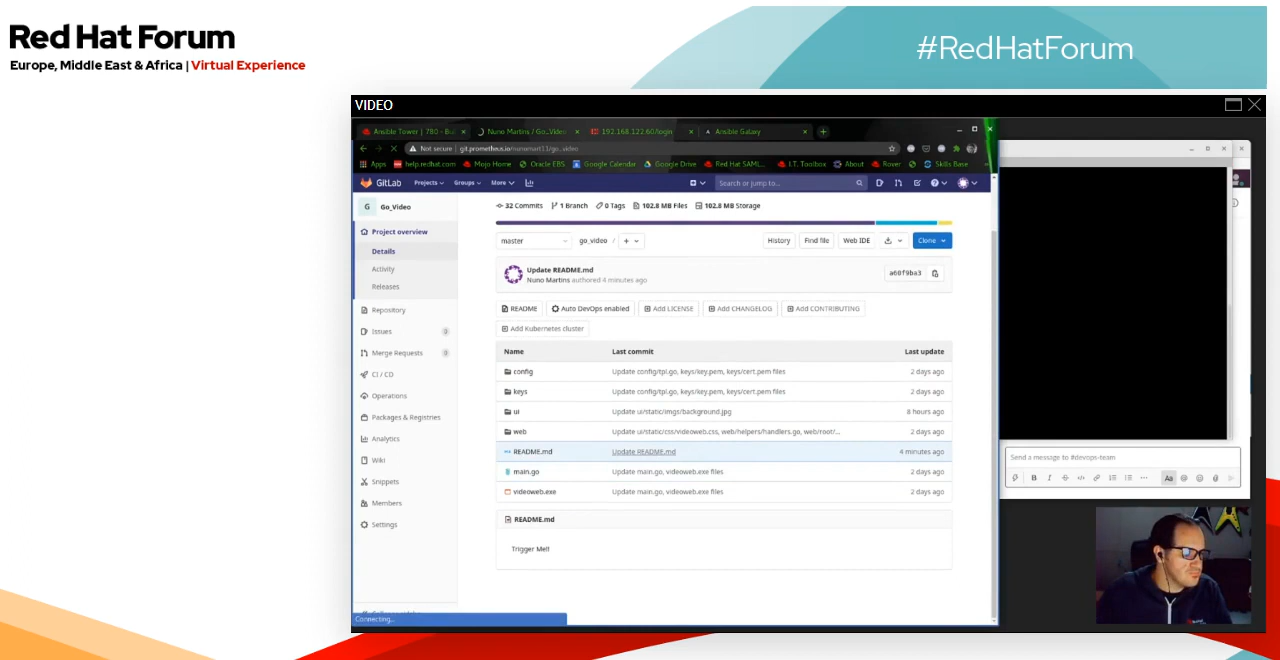 Red Hat Forum
Europe, Middle East & Africa | Virtual Experience
#RedHatForum
VIDEO
Ansible Tower | 780 - Bui
Nuno Martins / Go_Video
192.168.122.60/login
Ansible Galaxy
Not secure | git.prometheus.io/nunomart11/go_video
Apps
help.redhat.com
Mojo Home
Oracle EBS
Google Calendar
Google Drive
Red Hat SAML...
I.T. Toolbox
About
Rover
Skills Base
GitLab
Projects
Groups
More
Search or jump to...
G Go_Video
Project overview
Details
Activity
Releases
Repository
Issues 0
Merge Requests 0
CI / CD
Operations
Packages & Registries
Analytics
Wiki
Snippets
Members
Settings
Connecting...
32 Commits 1 Branch 0 Tags 102.8 MB Files 102.8 MB Storage
master go_video / + History Find file Web IDE Clone
Update README.md
Nuno Martins authored 4 minutes ago
a60f9ba3
README Auto DevOps enabled Add LICENSE Add CHANGELOG Add CONTRIBUTING
Add Kubernetes cluster
Name Last commit Last update
config Update config/tpl.go, keys/key.pem, keys/cert.pem files 2 days ago
keys Update config/tpl.go, keys/key.pem, keys/cert.pem files 2 days ago
ui Update ui/static/imgs/background.jpg 8 hours ago
web Update ui/static/css/videoweb.css, web/helpers/handlers.go, web/root/... 2 days ago
README.md Update README.md 4 minutes ago
main.go Update main.go, videoweb.exe files 2 days ago
videoweb.exe Update main.go, videoweb.exe files 2 days ago
README.md
Trigger Me!!
Send a message to #devops-team
B I Aa @